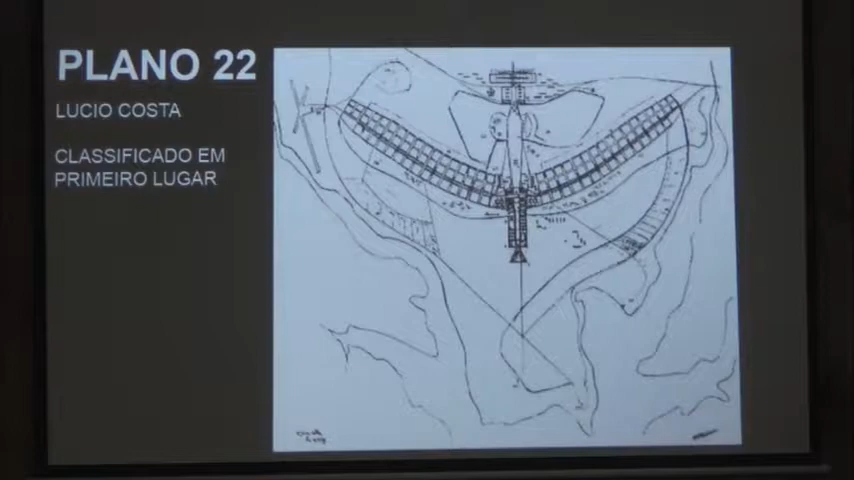 PLANO 22
LUCIO COSTA
CLASSIFICADO EM
PRIMEIRO LUGAR